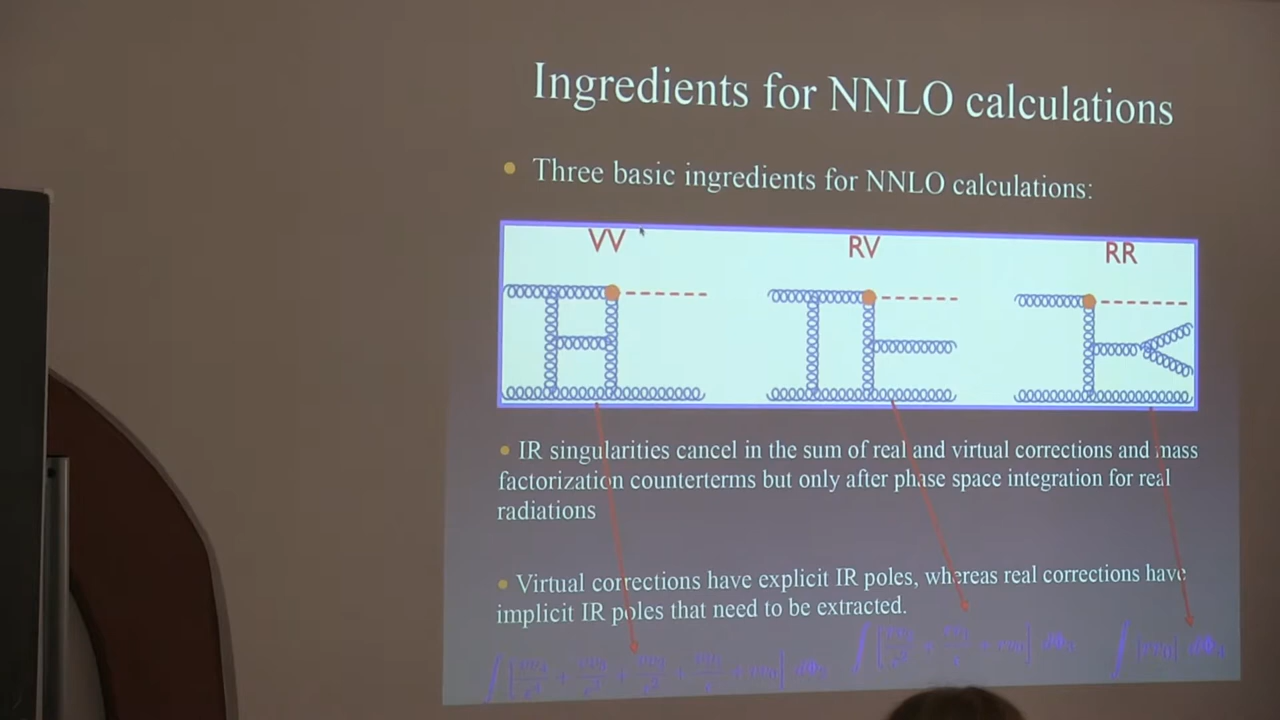 Ingredients for NNLO calculations
Three basic ingredients for NNLO calculations:
VV RV RR
IR singularities cancel in the sum of real and virtual corrections and mass
factorization counterterms but only after phase space integration for real
radiations
Virtual corrections have explicit IR poles, whereas real corrections have
implicit IR poles that need to be extracted.